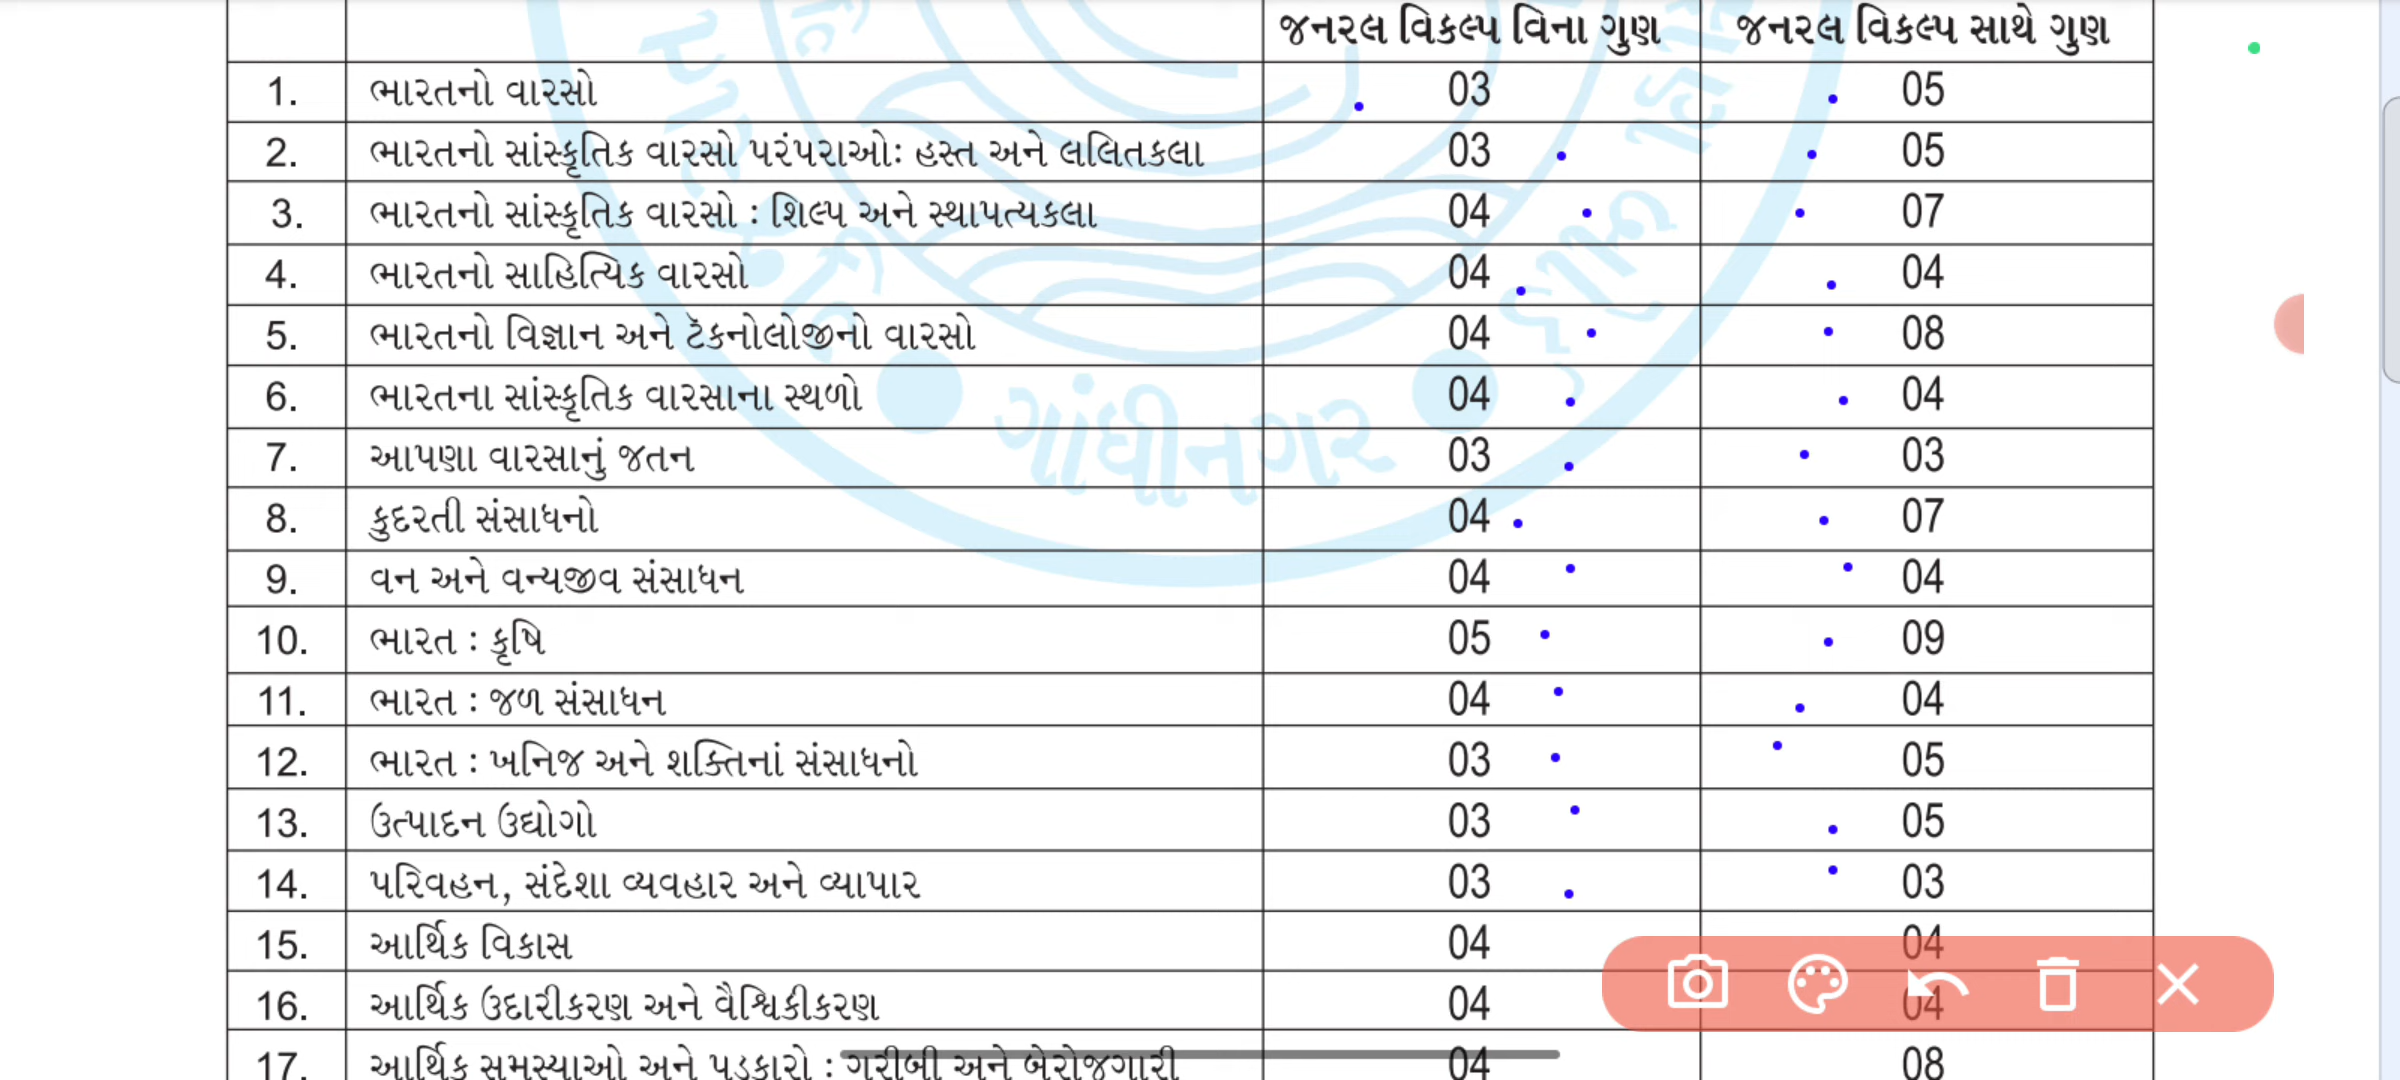 જનરલ વિકલ્પ વિના ગુણ જનરલ વિકલ્પ સાથે ગુણ
1. ભારતનો વારસો 03 05
2. ભારતનો સાંસ્કૃતિક વારસો પરંપરાઓઃ હસ્ત અને લલિતકલા 03 05
3. ભારતનો સાંસ્કૃતિક વારસો : શિલ્પ અને સ્થાપત્યકલા 04 07
4. ભારતનો સાહિત્યિક વારસો 04 04
5. ભારતનો વિજ્ઞાન અને ટૅકનોલોજીનો વારસો 04 08
6. ભારતના સાંસ્કૃતિક વારસાના સ્થળો 04 04
ગાંધીનગર
7. આપણા વારસાનું જતન 03 03
8. કુદરતી સંસાધનો 04 07
9. વન અને વન્યજીવ સંસાધન 04 04
10. ભારત : કૃષિ 05 09
11. ભારત : જળ સંસાધન 04 04
12. ભારત : ખનિજ અને શક્તિનાં સંસાધનો 03 05
13. ઉત્પાદન ઉદ્યોગો 03 05
14. પરિવહન, સંદેશા વ્યવહાર અને વ્યાપાર 03 03
15. આર્થિક વિકાસ 04 04
16. આર્થિક ઉદારીકરણ અને વૈશ્વિકીકરણ 04 04
17. આર્થિક સમસ્યાઓ અને પડકારો : ગરીબી અને બેરોજગારી 04 08